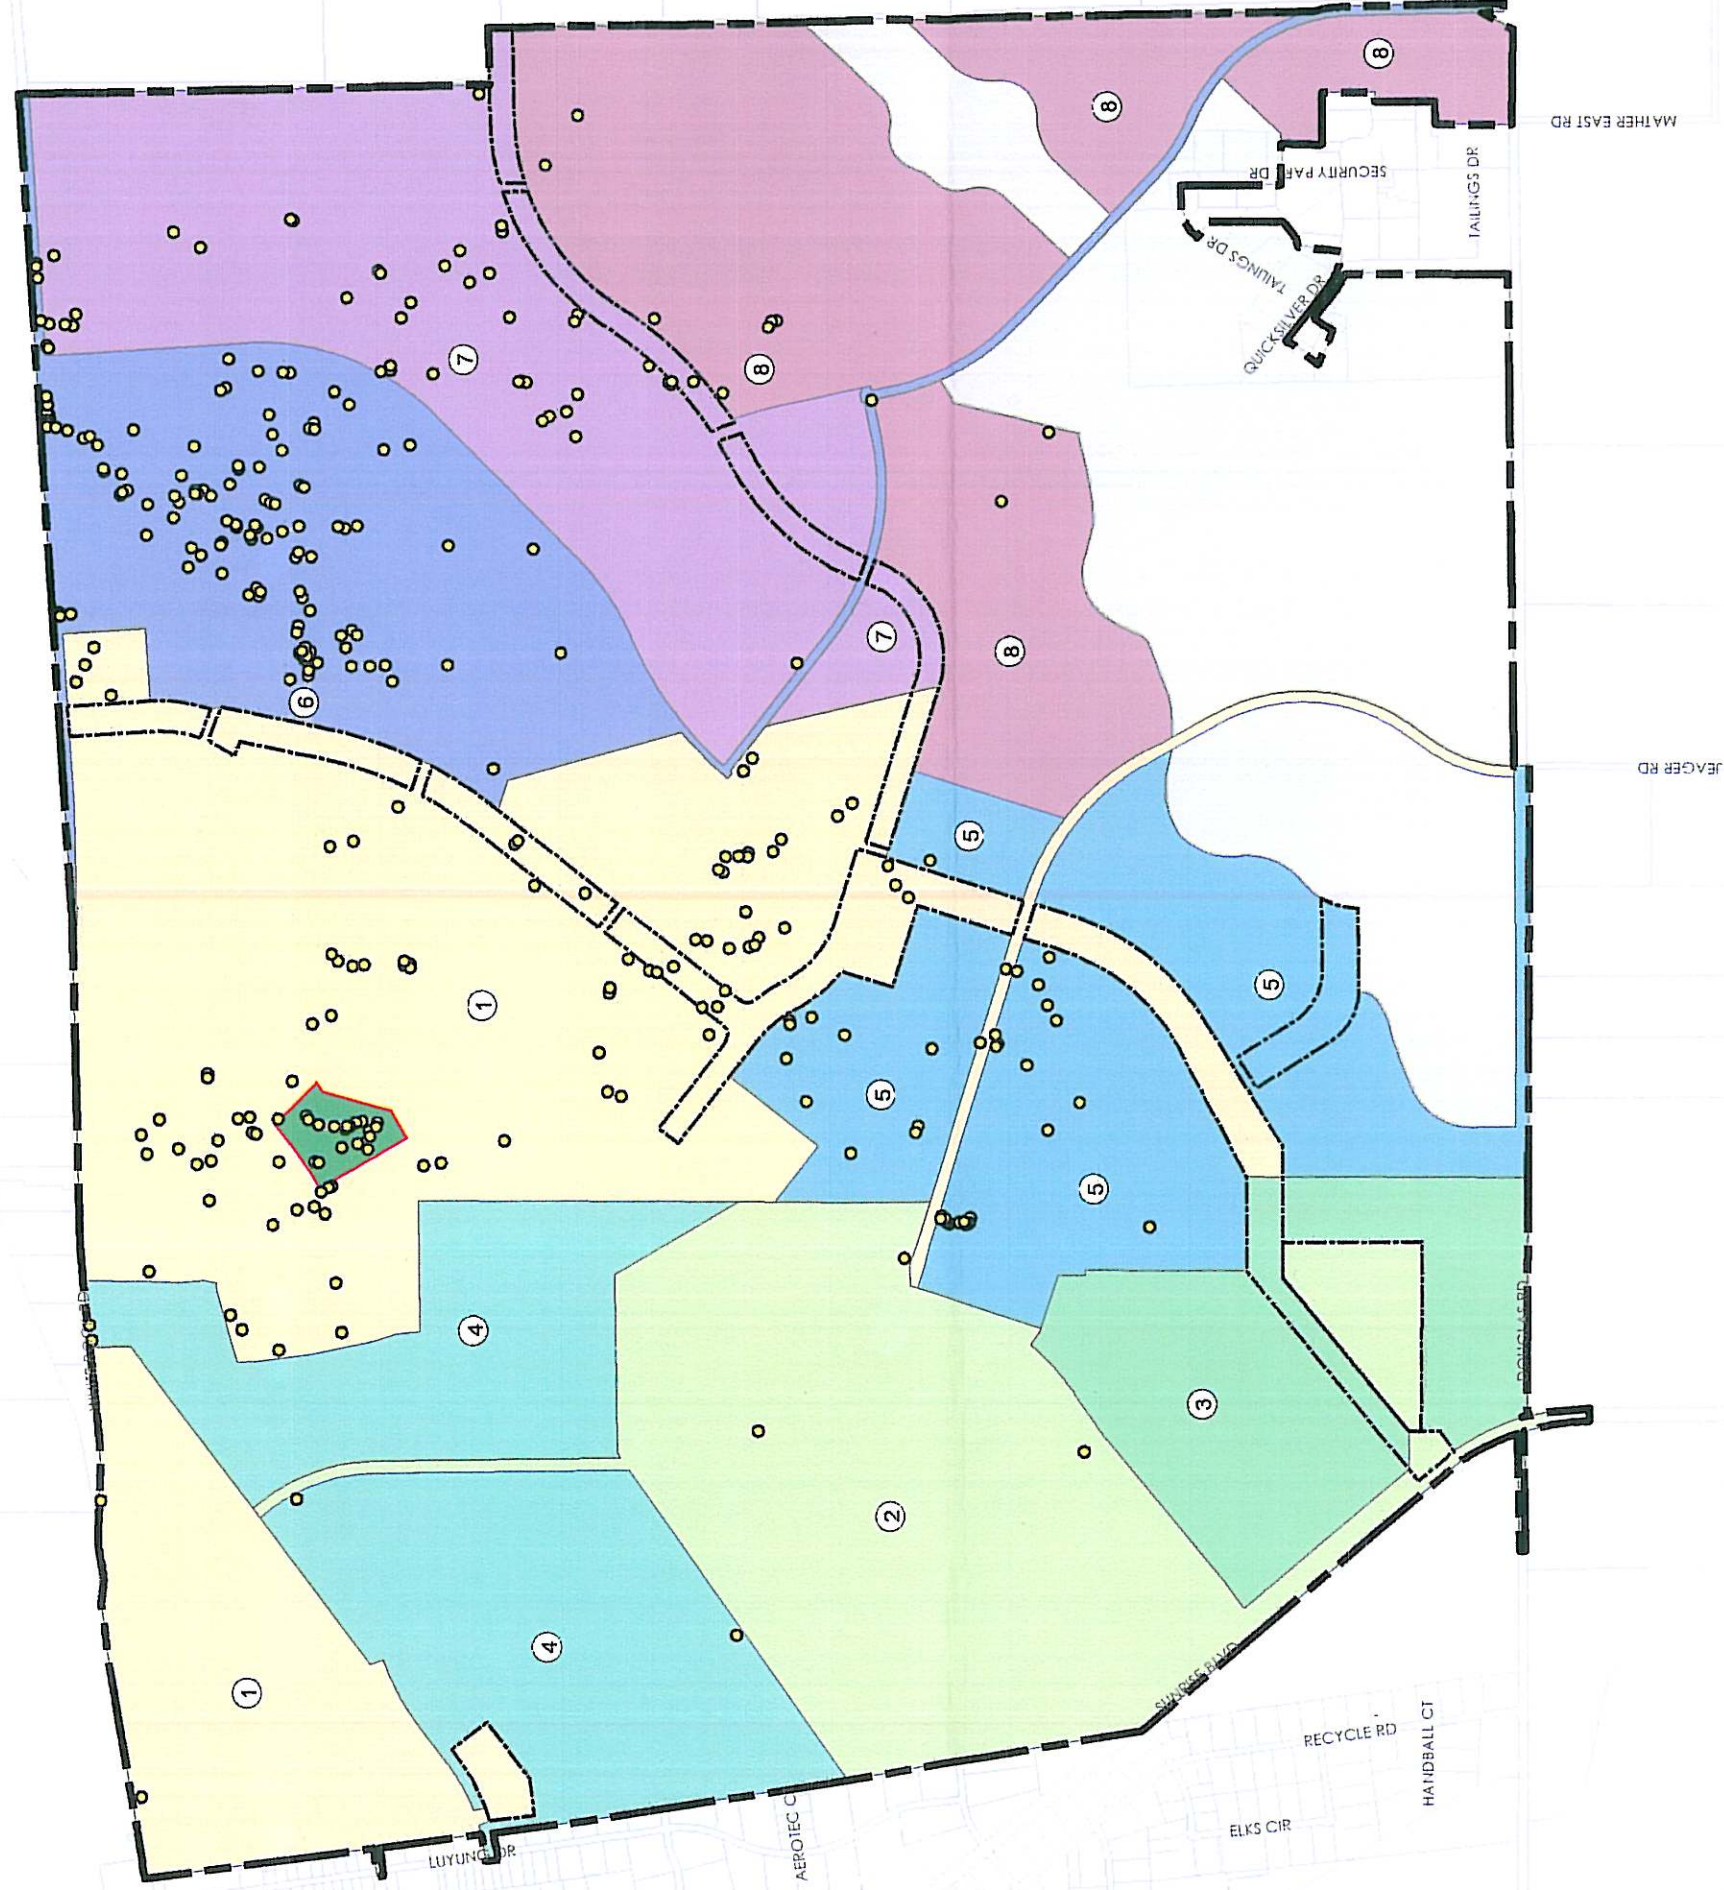 8
MATHER EAST RD
8
SECURITY PARK DR
TAILINGS DR
TAILINGS DR
QUICKSILVER DR
7
8
7
8
6
JEAGER RD
5
1
5
5
5
4
3
2
4
1
DOUGLAS RD
SUNRISE BLVD
RECYCLE RD
HANDBALL CT
ELKS CIR
AEROTEC
LUYUNG DR